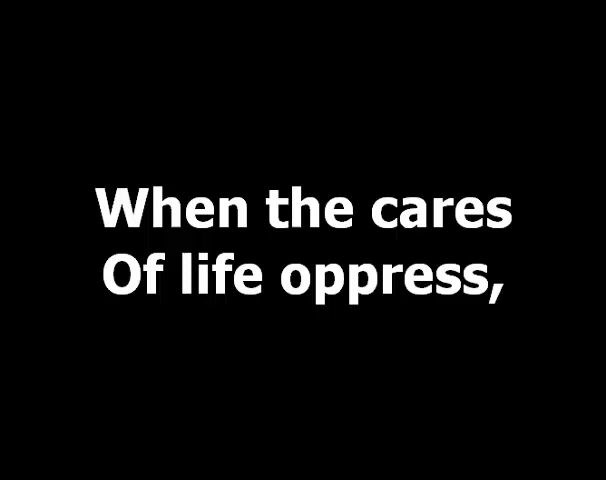 When the cares
Of life oppress,